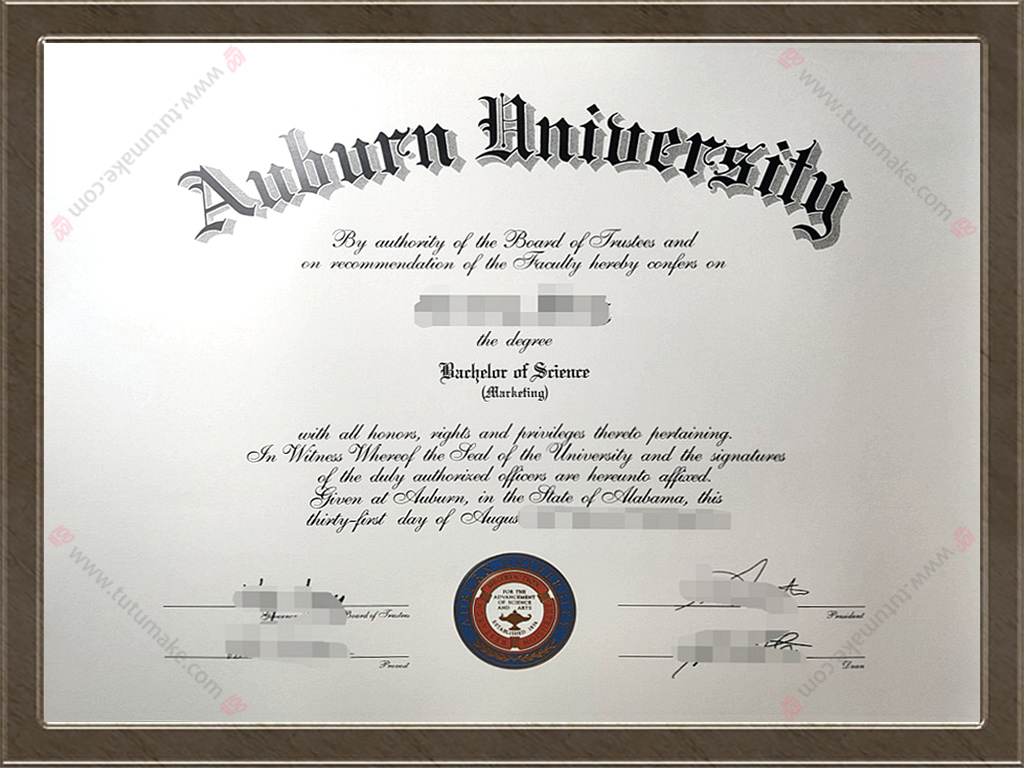 Auburn University
By authority of the Board of Trustees and
on recommendation of the Faculty hereby confers on
the degree
Bachelor of Science
(Marketing)
with all honors, rights and privileges thereto pertaining.
In Witness Whereof the Seal of the University and the signatures
of the duly authorized officers are hereunto affixed.
Given at Auburn, in the State of Alabama, this
thirty-first day of Augus
Board of Trustees
President
Provost
Dean
FOR THE
ADVANCEMENT
OF SCIENCE
AND ARTS
ESTABLISHED 1856
AUBURN UNIVERSITY
www.tutumake.com
www.tutumake.com
www.tutumake.com
www.tutumake.com